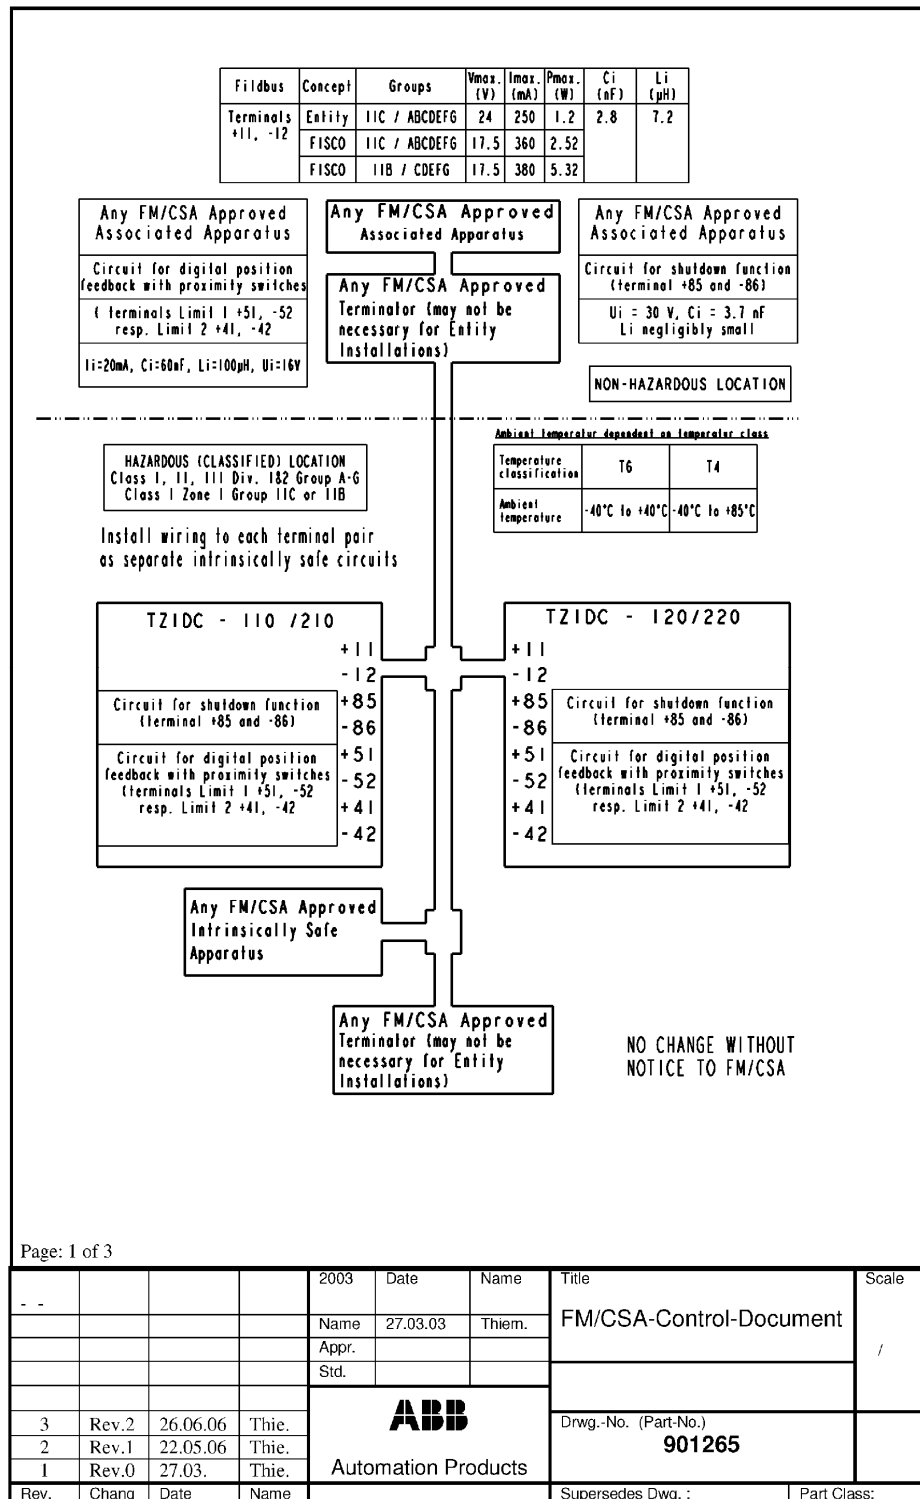 Fildbus Concept Groups Vmax. (V) Imax. (mA) Pmax. (W) Ci (nF) Li (µH)
Terminals +11, -12 Entity IIC / ABCDEFG 24 250 1.2 2.8 7.2
FISCO IIC / ABCDEFG 17.5 360 2.52
FISCO IIB / CDEFG 17.5 380 5.32
Any FM/CSA Approved
Associated Apparatus
Circuit for digital position
feedback with proximity switches
( terminals Limit 1 +51, -52
resp. Limit 2 +41, -42
Ii=20mA, Ci=60nF, Li=100µH, Ui=16V
Any FM/CSA Approved
Associated Apparatus
Any FM/CSA Approved
Terminator (may not be
necessary for Entity
Installations)
Any FM/CSA Approved
Associated Apparatus
Circuit for shutdown function
(terminal +85 and -86)
Ui = 30 V, Ci = 3.7 nF
Li negligibly small
NON-HAZARDOUS LOCATION
HAZARDOUS (CLASSIFIED) LOCATION
Class I, II, III Div. 1&2 Group A-G
Class I Zone 1 Group IIC or IIB
Install wiring to each terminal pair
as separate intrinsically safe circuits
Ambient temperatur dependent on temperatur class
Temperature classification T6 T4
Ambient temperature -40°C to +40°C -40°C to +85°C
TZIDC - 110 /210
+11
-12
+85
-86
+51
-52
+41
-42
Circuit for shutdown function
(terminal +85 and -86)
Circuit for digital position
feedback with proximity switches
(terminals Limit 1 +51, -52
resp. Limit 2 +41, -42
TZIDC - 120/220
+11
-12
+85
-86
+51
-52
+41
-42
Circuit for shutdown function
(terminal +85 and -86)
Circuit for digital position
feedback with proximity switches
(terminals Limit 1 +51, -52
resp. Limit 2 +41, -42
Any FM/CSA Approved
Intrinsically Safe
Apparatus
Any FM/CSA Approved
Terminator (may not be
necessary for Entity
Installations)
NO CHANGE WITHOUT
NOTICE TO FM/CSA
Page: 1 of 3
- -
2003 Date Name
Name 27.03.03 Thiem.
Appr.
Std.
Title
FM/CSA-Control-Document
Scale
/
ABB
Automation Products
Drwg.-No. (Part-No.)
901265
3 Rev.2 26.06.06 Thie.
2 Rev.1 22.05.06 Thie.
1 Rev.0 27.03. Thie.
Rev. Chang Date Name
Supersedes Dwg. :
Part Class: